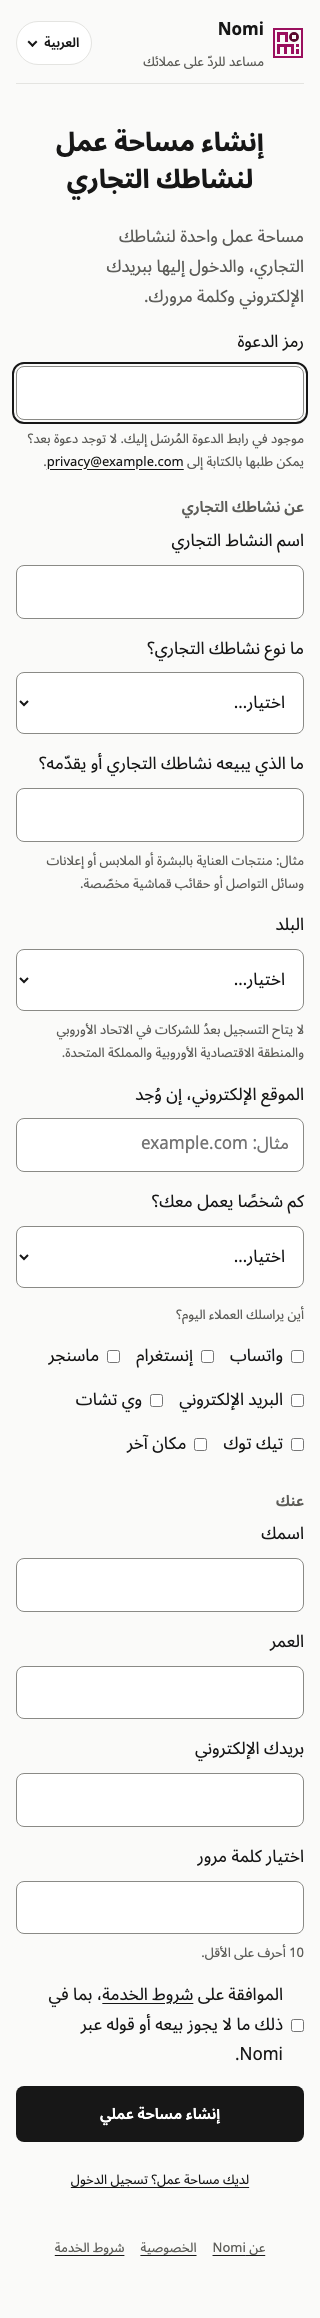 Nomi
مساعد للردّ على عملائك
العربية
إنشاء مساحة عمل
لنشاطك التجاري
مساحة عمل واحدة لنشاطك
التجاري، والدخول إليها ببريدك
الإلكتروني وكلمة مرورك.
رمز الدعوة
موجود في رابط الدعوة المُرسَل إليك. لا توجد دعوة بعد؟
يمكن طلبها بالكتابة إلى privacy@example.com.
عن نشاطك التجاري
اسم النشاط التجاري
ما نوع نشاطك التجاري؟
اختيار...
ما الذي يبيعه نشاطك التجاري أو يقدّمه؟
مثال: منتجات العناية بالبشرة أو الملابس أو إعلانات
وسائل التواصل أو حقائب قماشية مخصّصة.
البلد
اختيار...
لا يتاح التسجيل بعدُ للشركات في الاتحاد الأوروبي
والمنطقة الاقتصادية الأوروبية والمملكة المتحدة.
الموقع الإلكتروني، إن وُجد
مثال: example.com
كم شخصًا يعمل معك؟
اختيار...
أين يراسلك العملاء اليوم؟
واتساب إنستغرام ماسنجر
البريد الإلكتروني وي تشات
تيك توك مكان آخر
عنك
اسمك
العمر
بريدك الإلكتروني
اختيار كلمة مرور
10 أحرف على الأقل.
الموافقة على شروط الخدمة، بما في
ذلك ما لا يجوز بيعه أو قوله عبر
Nomi.
إنشاء مساحة عملي
لديك مساحة عمل؟ تسجيل الدخول
عن Nomi الخصوصية شروط الخدمة